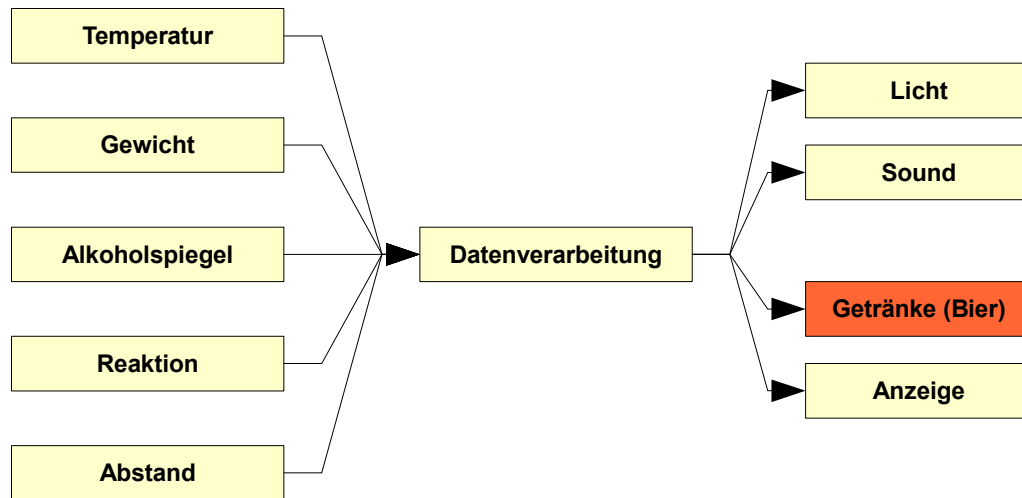 Temperatur
Gewicht
Alkoholspiegel
Reaktion
Abstand
Datenverarbeitung
Licht
Sound
Getränke (Bier)
Anzeige